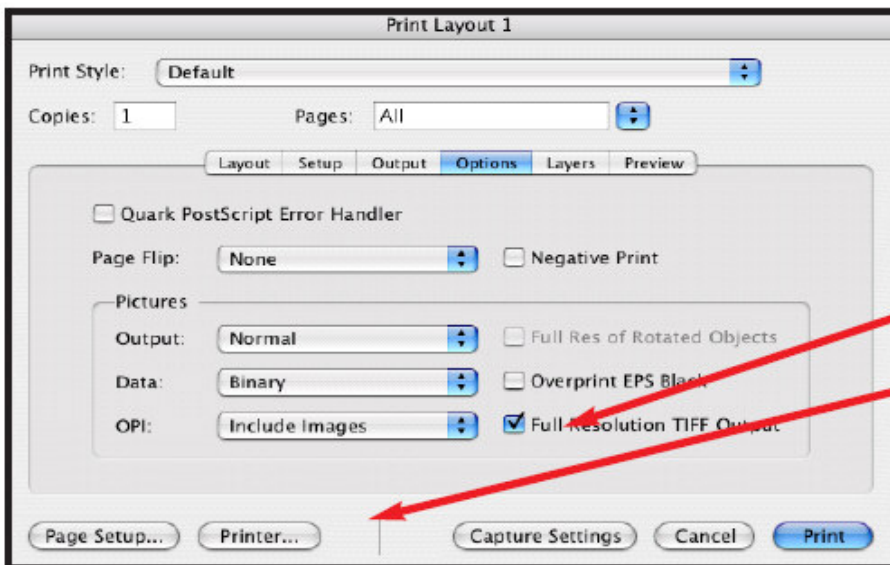 Print Layout 1
Print Style: Default
Copies: 1 Pages: All
Layout Setup Output Options Layers Preview
Quark PostScript Error Handler
Page Flip: None Negative Print
Pictures
Output: Normal Full Res of Rotated Objects
Data: Binary Overprint EPS Black
OPI: Include Images Full Resolution TIFF Output
Page Setup... Printer... Capture Settings Cancel Print